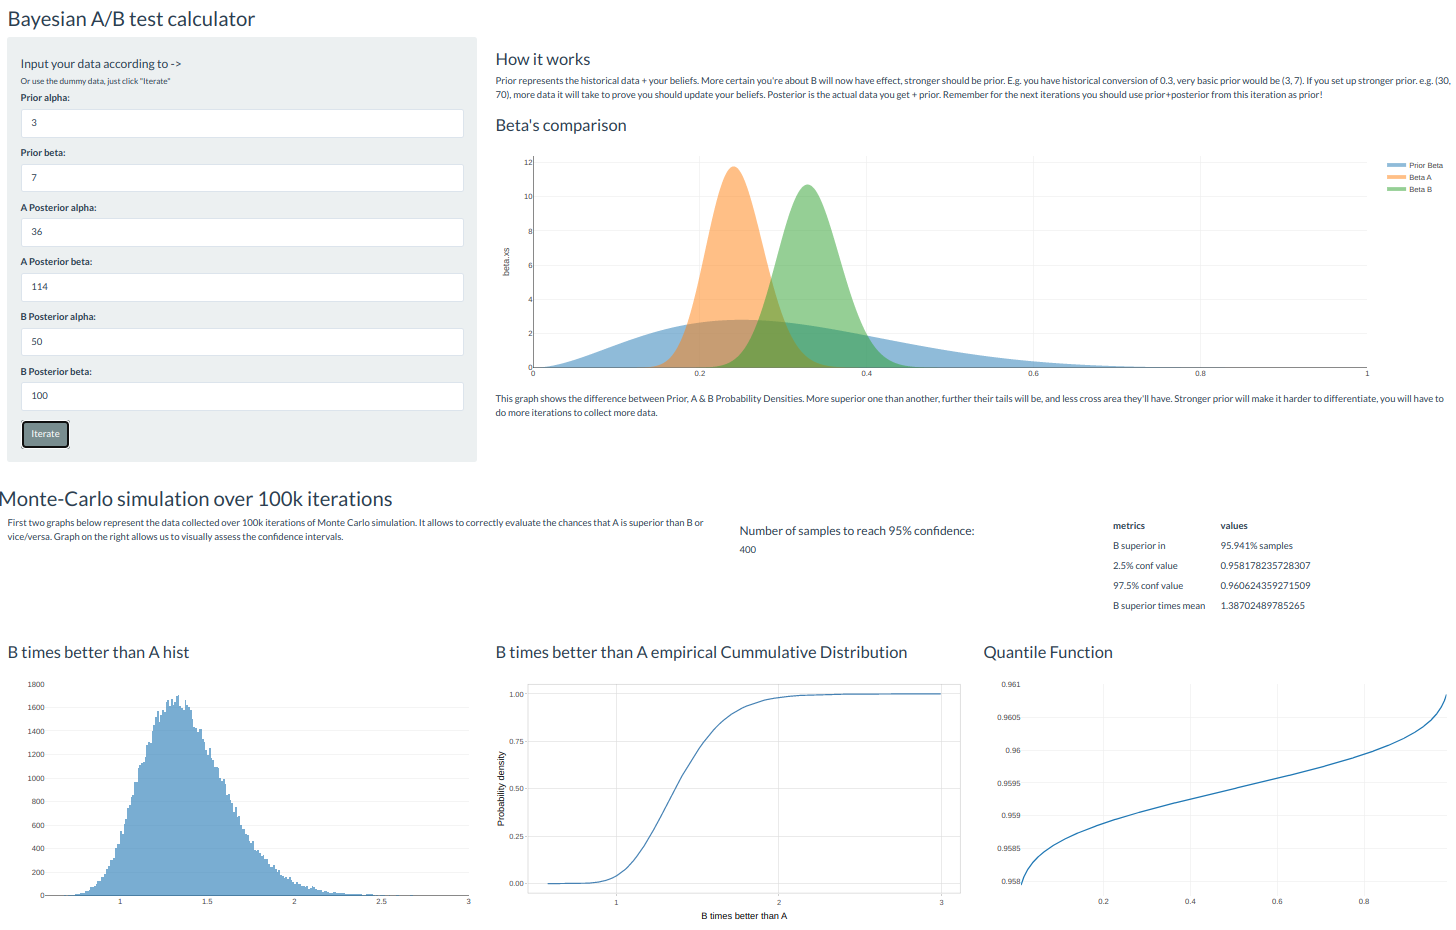 Bayesian A/B test calculator
Input your data according to ->
Or use the dummy data, just click "Iterate"
Prior alpha:
3
Prior beta:
7
A Posterior alpha:
36
A Posterior beta:
114
B Posterior alpha:
50
B Posterior beta:
100
Iterate
How it works
Prior represents the historical data + your beliefs. More certain you're about B will now have effect, stronger should be prior. E.g. you have historical conversion of 0.3, very basic prior would be (3, 7). If you set up stronger prior. e.g. (30,
70), more data it will take to prove you should update your beliefs. Posterior is the actual data you get + prior. Remember for the next iterations you should use prior+posterior from this iteration as prior!
Beta's comparison
12
10
8
6
4
2
0
beta.xs
0
0.2
0.4
0.6
0.8
1
Prior Beta
Beta A
Beta B
This graph shows the difference between Prior, A & B Probability Densities. More superior one than another, further their tails will be, and less cross area they'll have. Stronger prior will make it harder to differentiate, you will have to
do more iterations to collect more data.
Monte-Carlo simulation over 100k iterations
First two graphs below represent the data collected over 100k iterations of Monte Carlo simulation. It allows to correctly evaluate the chances that A is superior than B or
vice/versa. Graph on the right allows us to visually assess the confidence intervals.
Number of samples to reach 95% confidence:
400
metrics values
B superior in 95.941% samples
2.5% conf value 0.958178235728307
97.5% conf value 0.960624359271509
B superior times mean 1.38702489785265
B times better than A hist
1800
1600
1400
1200
1000
800
600
400
200
0
1
1.5
2
2.5
3
B times better than A empirical Cummulative Distribution
1.00
0.75
0.50
0.25
0.00
Probability density
1
2
3
B times better than A
Quantile Function
0.961
0.9605
0.96
0.9595
0.959
0.9585
0.958
0.2
0.4
0.6
0.8